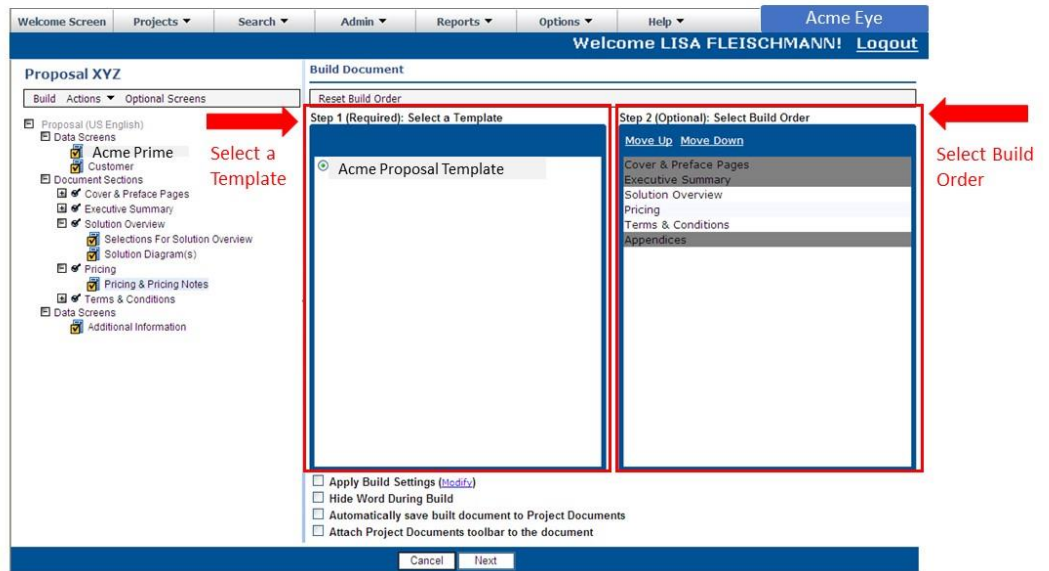 Welcome Screen Projects Search Admin Reports Options Help Acme Eye
Welcome LISA FLEISCHMANN! Logout
Proposal XYZ
Build Actions Optional Screens
Proposal (US English)
Data Screens
Acme Prime
Customer
Document Sections
Cover & Preface Pages
Executive Summary
Solution Overview
Selections For Solution Overview
Solution Diagram(s)
Pricing
Pricing & Pricing Notes
Terms & Conditions
Data Screens
Additional Information
Select a
Template
Build Document
Reset Build Order
Step 1 (Required): Select a Template
Acme Proposal Template
Step 2 (Optional): Select Build Order
Move Up Move Down
Cover & Preface Pages
Executive Summary
Solution Overview
Pricing
Terms & Conditions
Appendices
Select Build
Order
Apply Build Settings (Modify)
Hide Word During Build
Automatically save built document to Project Documents
Attach Project Documents toolbar to the document
Cancel Next